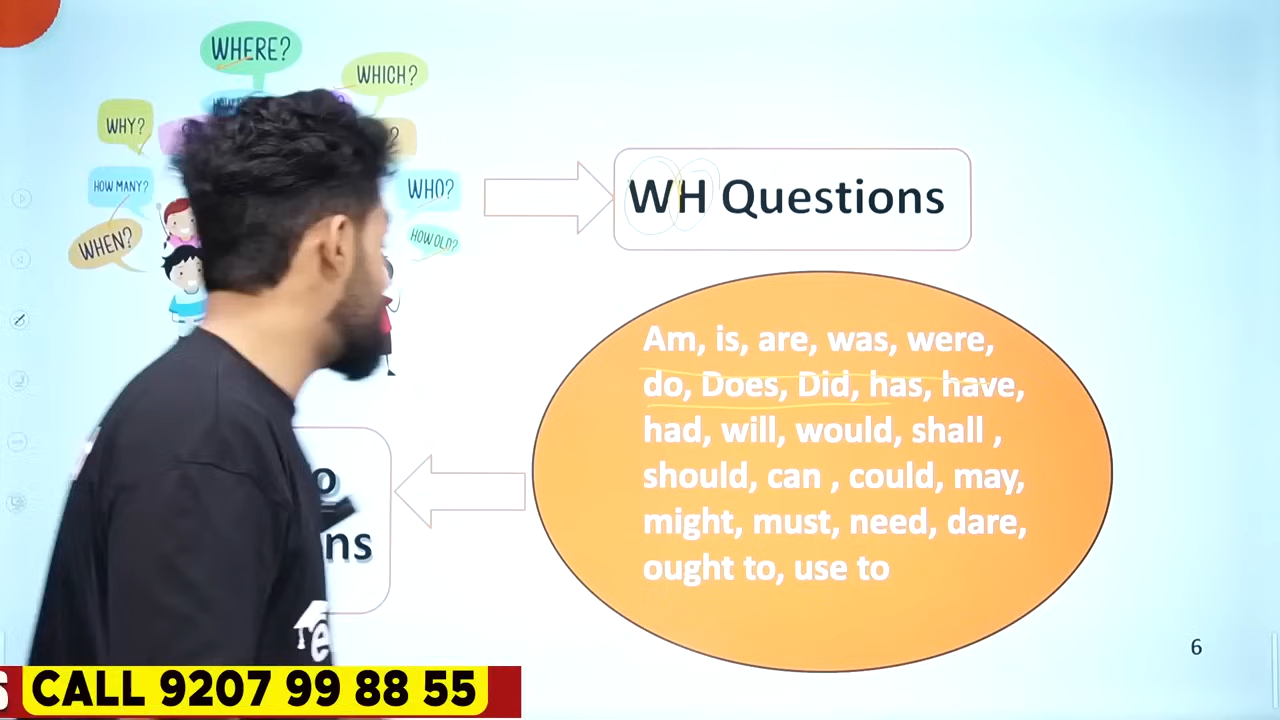 WHERE?
WHICH?
WHY?
?
HOW MANY?
WHO?
WHEN?
HOW OLD?
WH Questions
Am, is, are, was, were,
do, Does, Did, has, have,
had, will, would, shall ,
should, can , could, may,
might, must, need, dare,
ought to, use to
o
ns
e
6
S CALL 9207 99 88 55